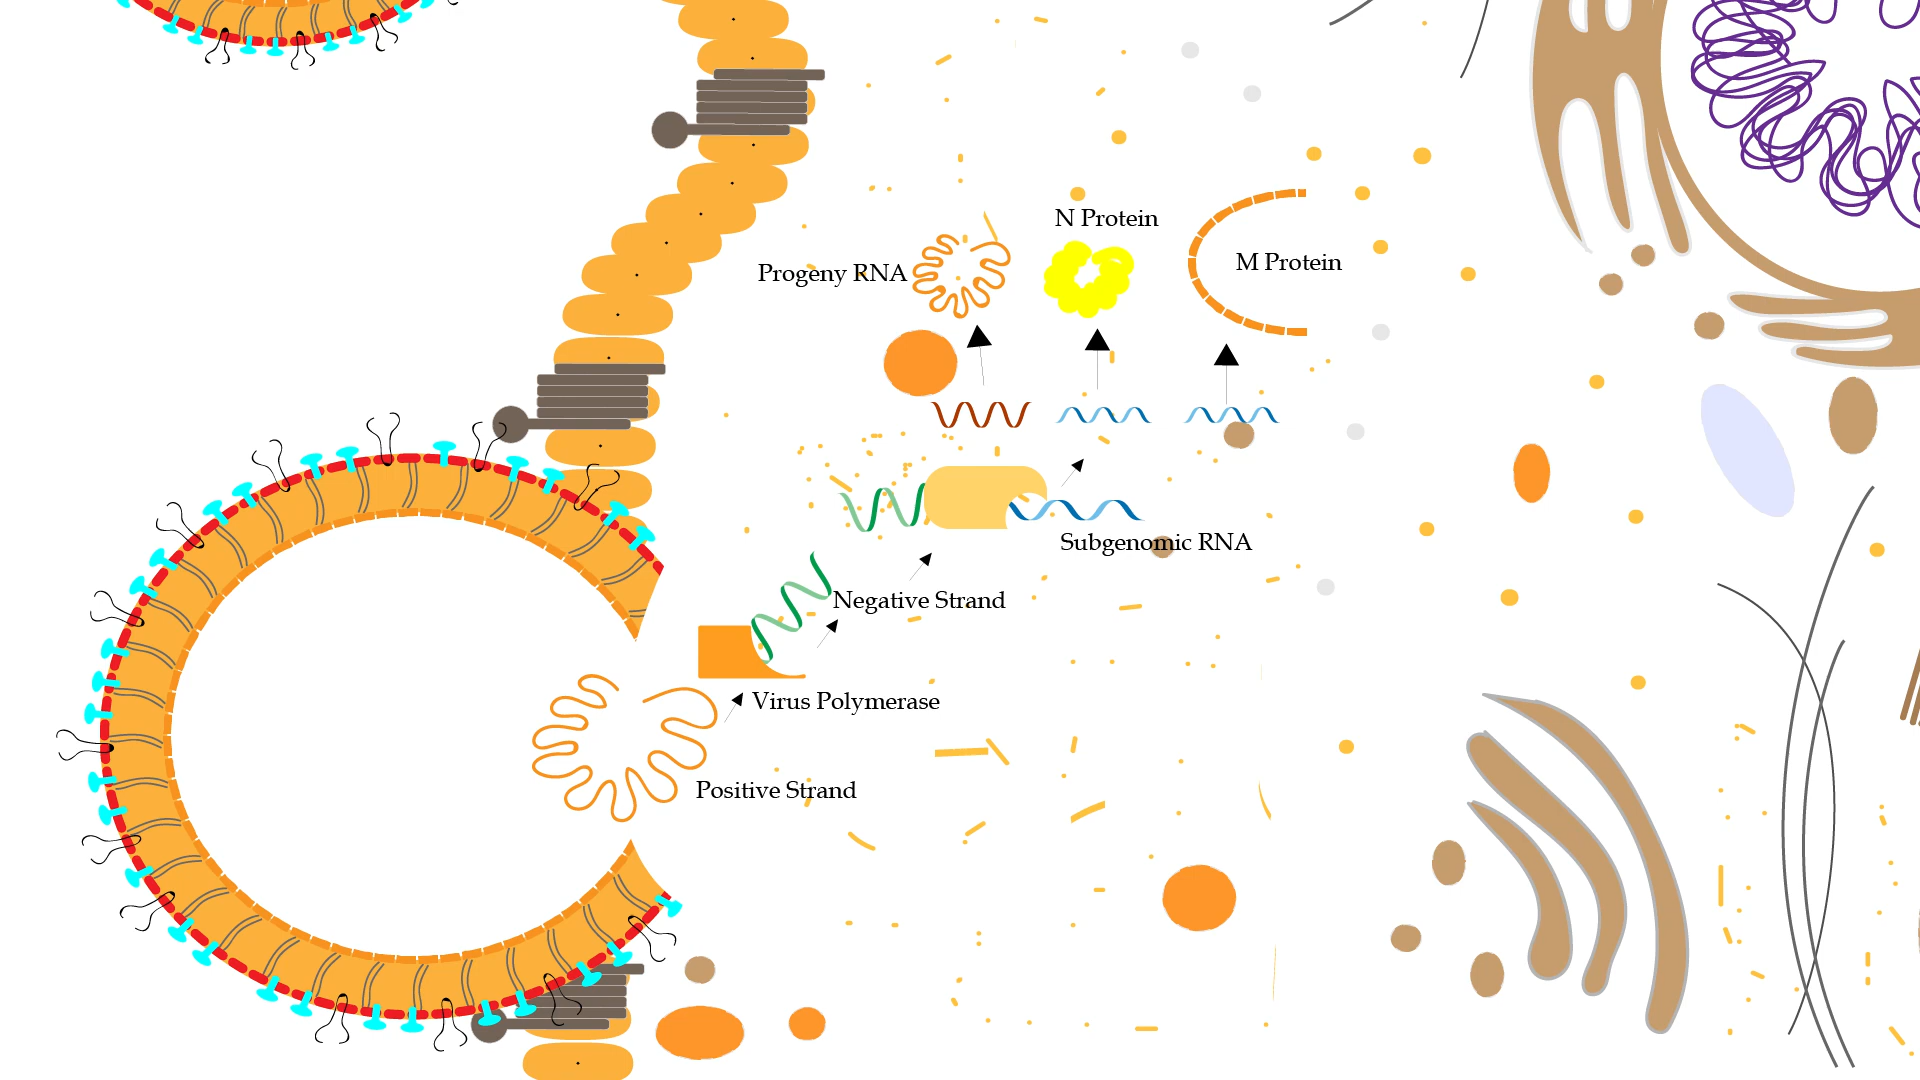 N Protein
M Protein
Progeny RNA
Subgenomic RNA
Negative Strand
Virus Polymerase
Positive Strand